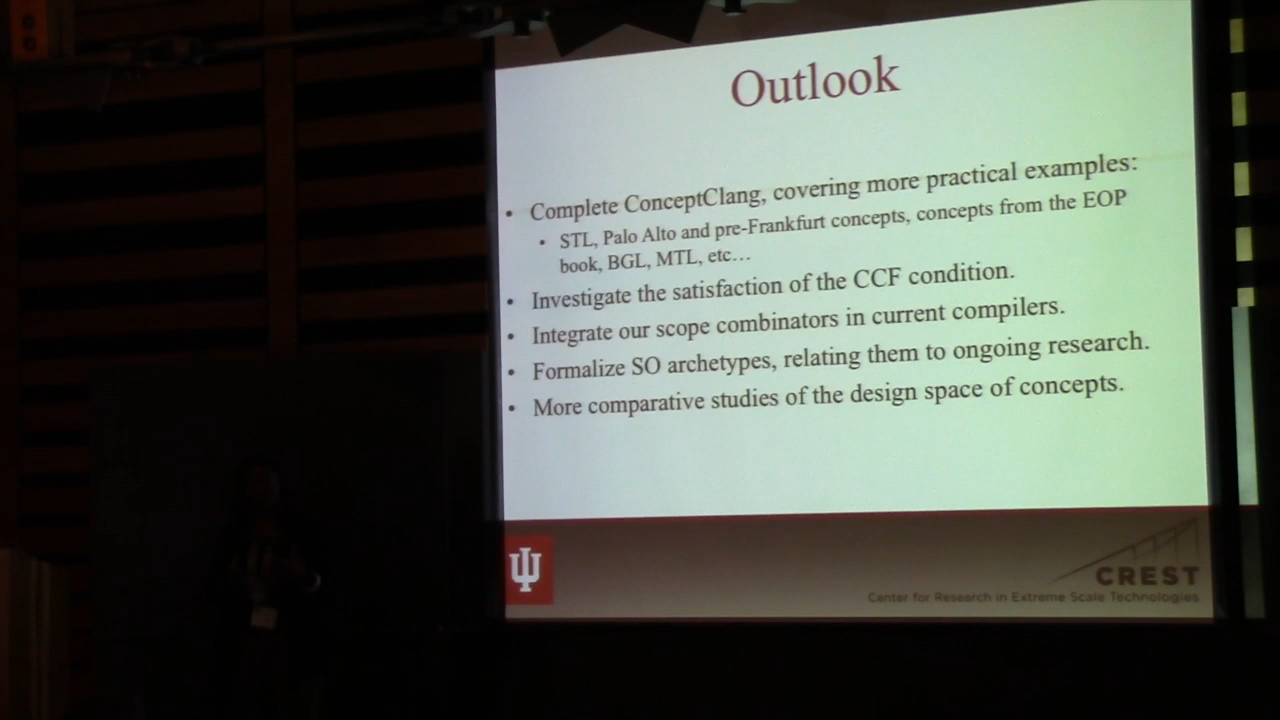 Outlook
• Complete ConceptClang, covering more practical examples:
• STL, Palo Alto and pre-Frankfurt concepts, concepts from the EOP
book, BGL, MTL, etc…
• Investigate the satisfaction of the CCF condition.
• Integrate our scope combinators in current compilers.
• Formalize SO archetypes, relating them to ongoing research.
• More comparative studies of the design space of concepts.
CREST
Center for Research in Extreme Scale Technologies